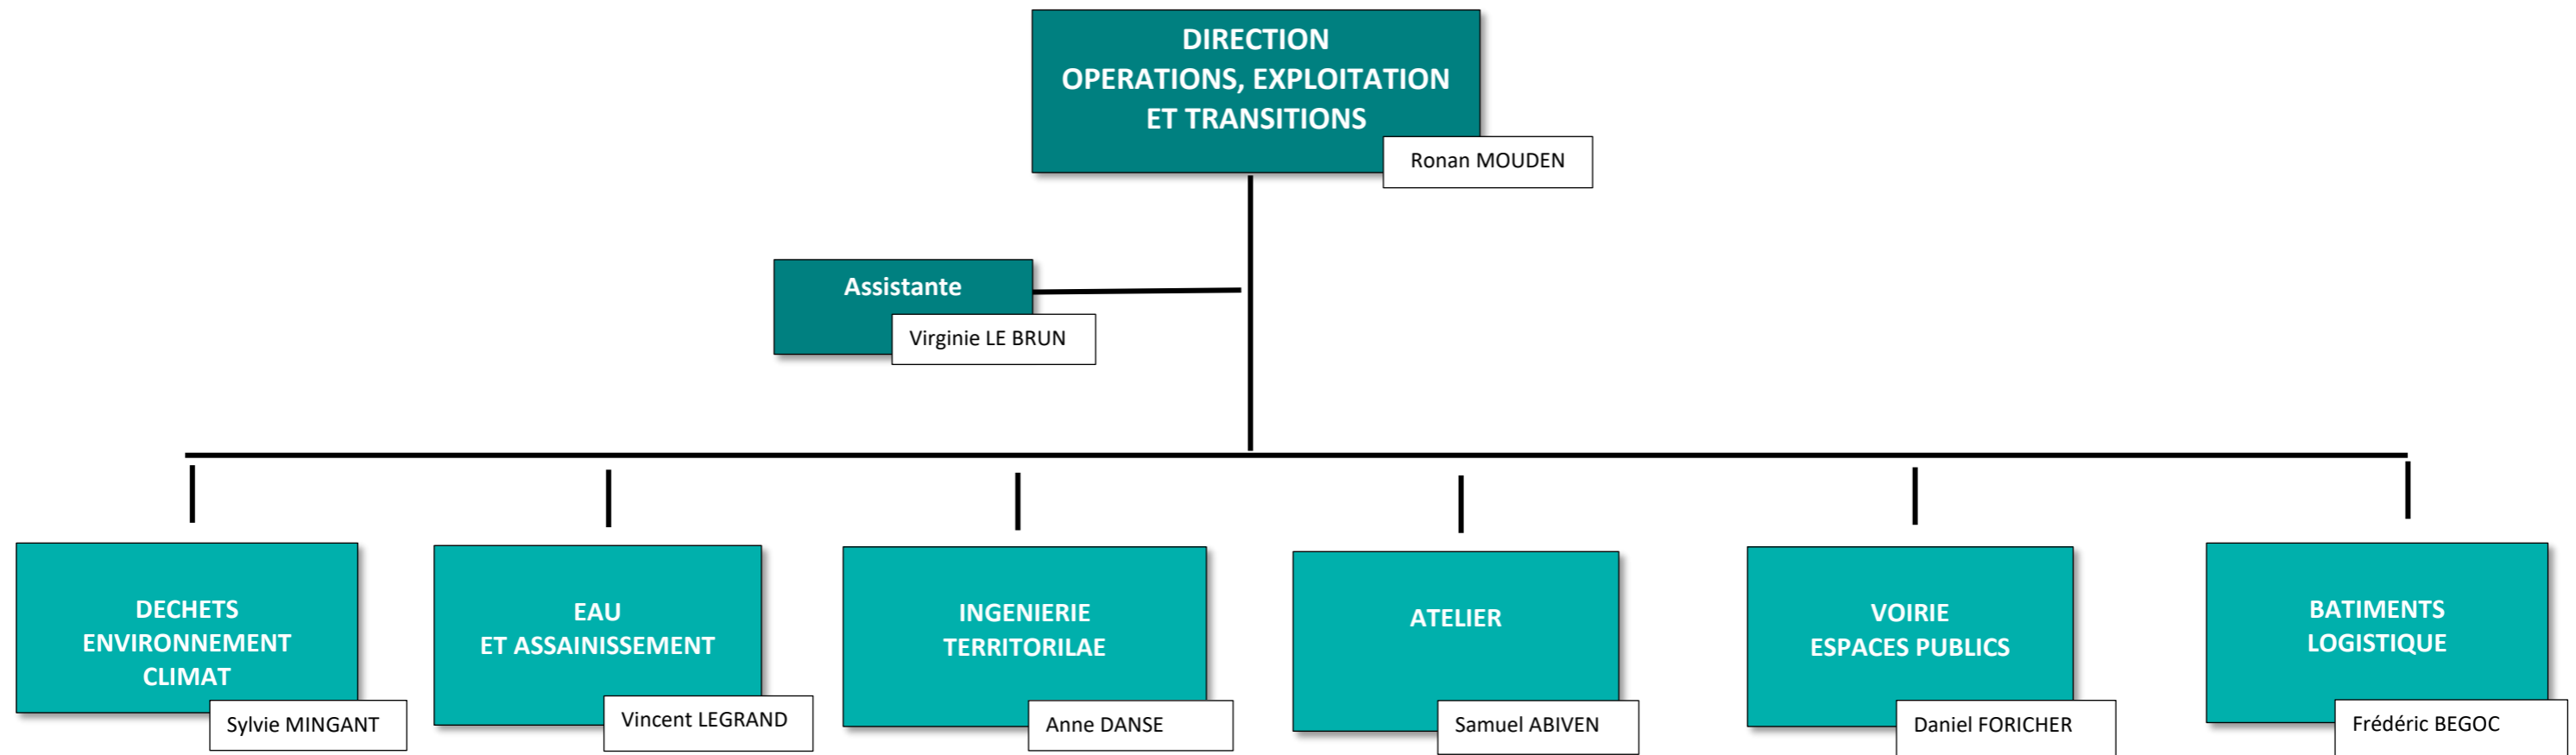 DIRECTION
OPERATIONS, EXPLOITATION
ET TRANSITIONS
Ronan MOUDEN
Assistante
Virginie LE BRUN
DECHETS
ENVIRONNEMENT
CLIMAT
Sylvie MINGANT
EAU
ET ASSAINISSEMENT
Vincent LEGRAND
INGENIERIE
TERRITORILAE
Anne DANSE
ATELIER
Samuel ABIVEN
VOIRIE
ESPACES PUBLICS
Daniel FORICHER
BATIMENTS
LOGISTIQUE
Frédéric BEGOC